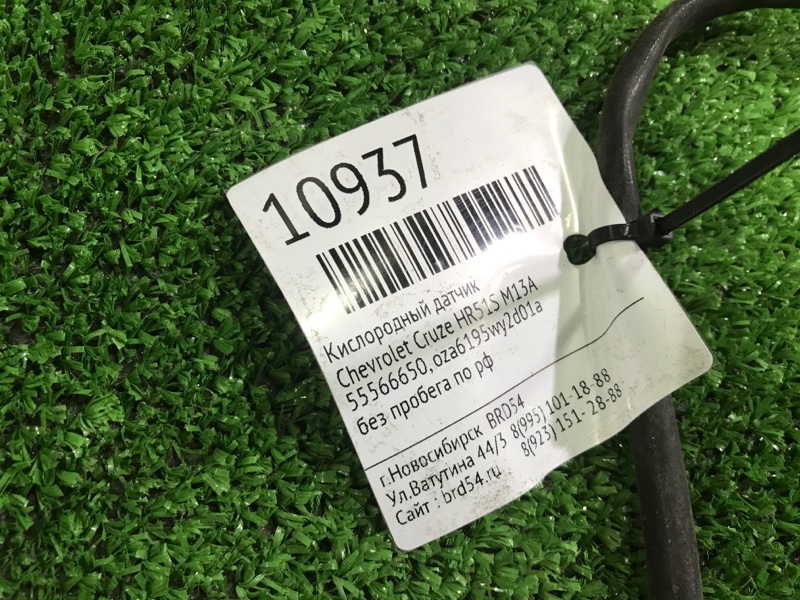 10937
Кислородный датчик
Chevrolet Cruze HR51S M13A
55566650, oza6195wy2d01a
без пробега по рф
г.Новосибирск BRD54
Ул.Ватутина 44/3 8(995) 101-18-88
8(923) 151-28-88
Сайт : brd54.ru